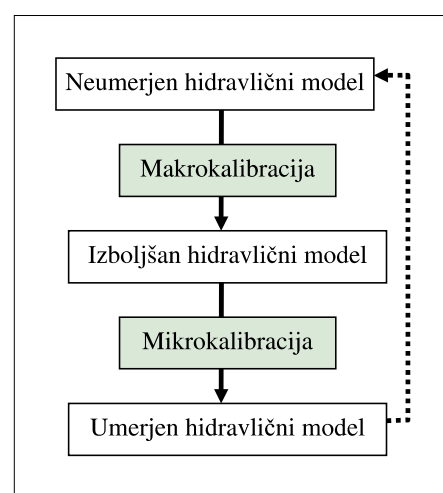 Neumerjen hidravlični model
Makrokalibracija
Izboljšan hidravlični model
Mikrokalibracija
Umerjen hidravlični model